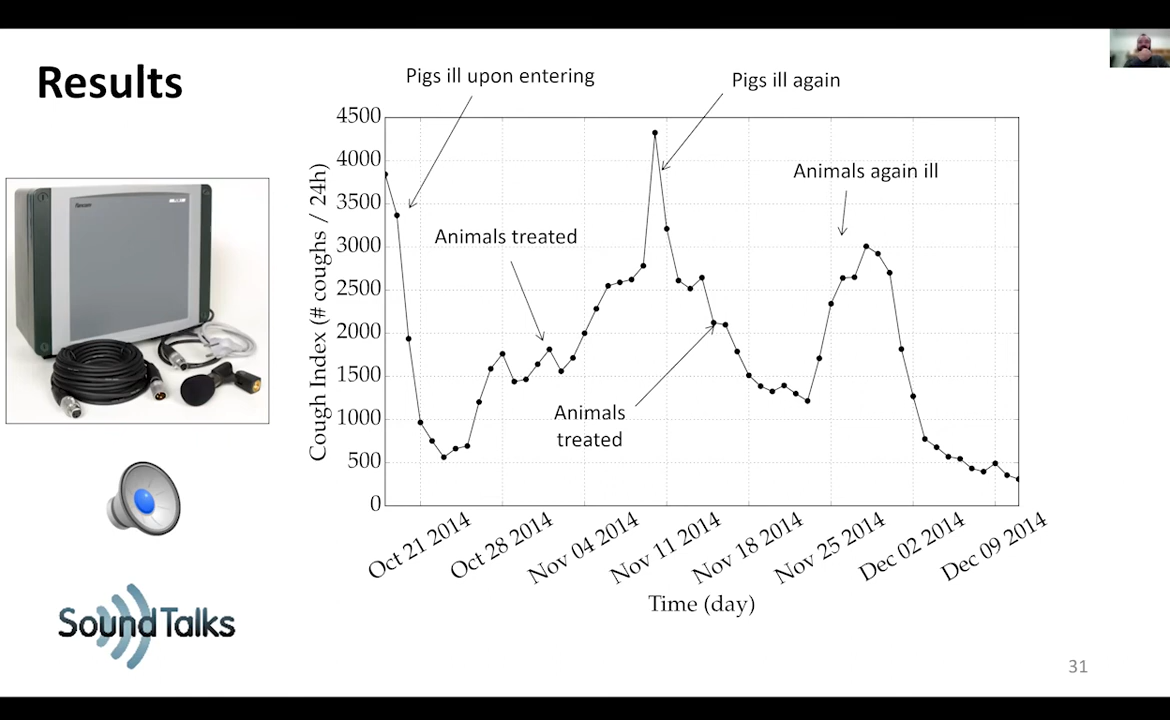 Results
Pigs ill upon entering
Pigs ill again
Animals again ill
Animals treated
Animals
treated
Cough Index (# coughs / 24h)
4500
4000
3500
3000
2500
2000
1500
1000
500
0
Oct 21 2014
Oct 28 2014
Nov 04 2014
Nov 11 2014
Nov 18 2014
Nov 25 2014
Dec 02 2014
Dec 09 2014
Time (day)
SoundTalks
31